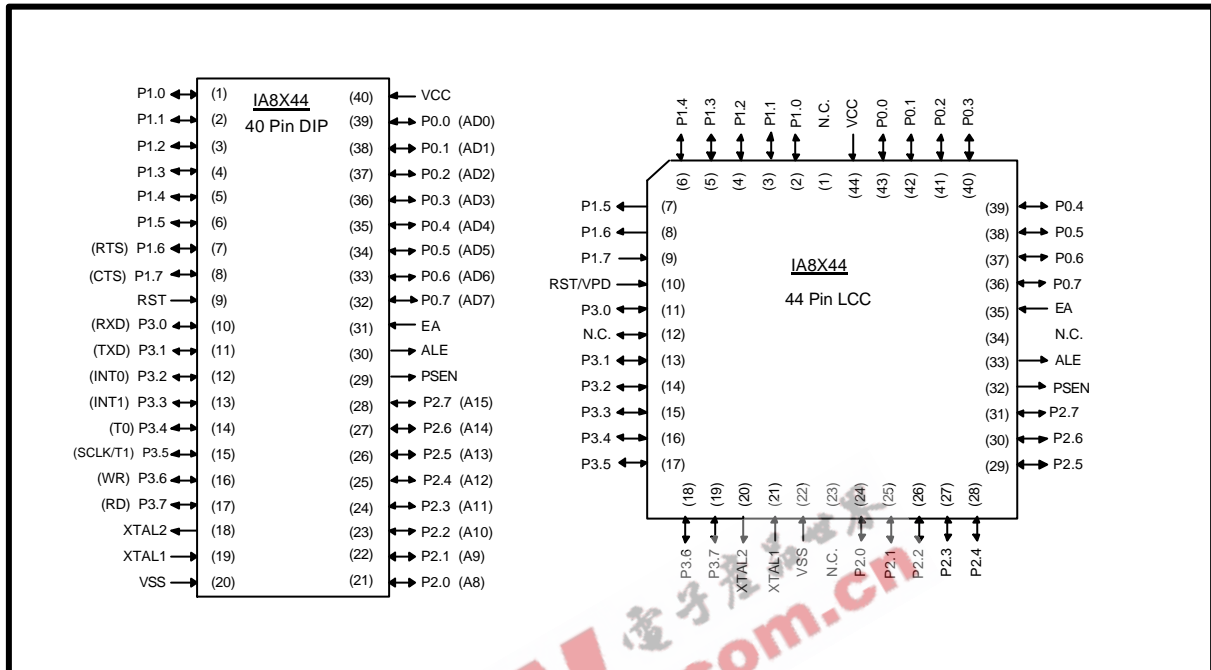 IA8X44
40 Pin DIP
P1.0 (1)
P1.1 (2)
P1.2 (3)
P1.3 (4)
P1.4 (5)
P1.5 (6)
(RTS) P1.6 (7)
(CTS) P1.7 (8)
RST (9)
(RXD) P3.0 (10)
(TXD) P3.1 (11)
(INT0) P3.2 (12)
(INT1) P3.3 (13)
(T0) P3.4 (14)
(SCLK/T1) P3.5 (15)
(WR) P3.6 (16)
(RD) P3.7 (17)
XTAL2 (18)
XTAL1 (19)
VSS (20)
(40) VCC
(39) P0.0 (AD0)
(38) P0.1 (AD1)
(37) P0.2 (AD2)
(36) P0.3 (AD3)
(35) P0.4 (AD4)
(34) P0.5 (AD5)
(33) P0.6 (AD6)
(32) P0.7 (AD7)
(31) EA
(30) ALE
(29) PSEN
(28) P2.7 (A15)
(27) P2.6 (A14)
(26) P2.5 (A13)
(25) P2.4 (A12)
(24) P2.3 (A11)
(23) P2.2 (A10)
(22) P2.1 (A9)
(21) P2.0 (A8)
P1.4 P1.3 P1.2 P1.1 P1.0 N.C. VCC P0.0 P0.1 P0.2 P0.3
(6) (5) (4) (3) (2) (1) (44) (43) (42) (41) (40)
IA8X44
44 Pin LCC
P1.5 (7)
P1.6 (8)
P1.7 (9)
RST/VPD (10)
P3.0 (11)
N.C. (12)
P3.1 (13)
P3.2 (14)
P3.3 (15)
P3.4 (16)
P3.5 (17)
(39) P0.4
(38) P0.5
(37) P0.6
(36) P0.7
(35) EA
(34) N.C.
(33) ALE
(32) PSEN
(31) P2.7
(30) P2.6
(29) P2.5
(18) (19) (20) (21) (22) (23) (24) (25) (26) (27) (28)
P3.6 P3.7 XTAL2 XTAL1 VSS N.C. P2.0 P2.1 P2.2 P2.3 P2.4
電子產品世界
.com.cn